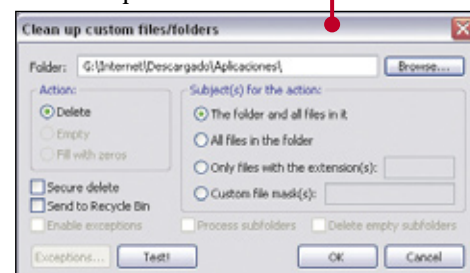 Clean up custom files/folders
Folder: G:\Internet\Descargado\Aplicaciones\ Browse...
Action:
Delete
Empty
Fill with zeros
Subject(s) for the action:
The folder and all files in it
All files in the folder
Only files with the extension(s):
Custom file mask(s):
Secure delete
Send to Recycle Bin
Enable exceptions
Process subfolders
Delete empty subfolders
Exceptions... Test! OK Cancel